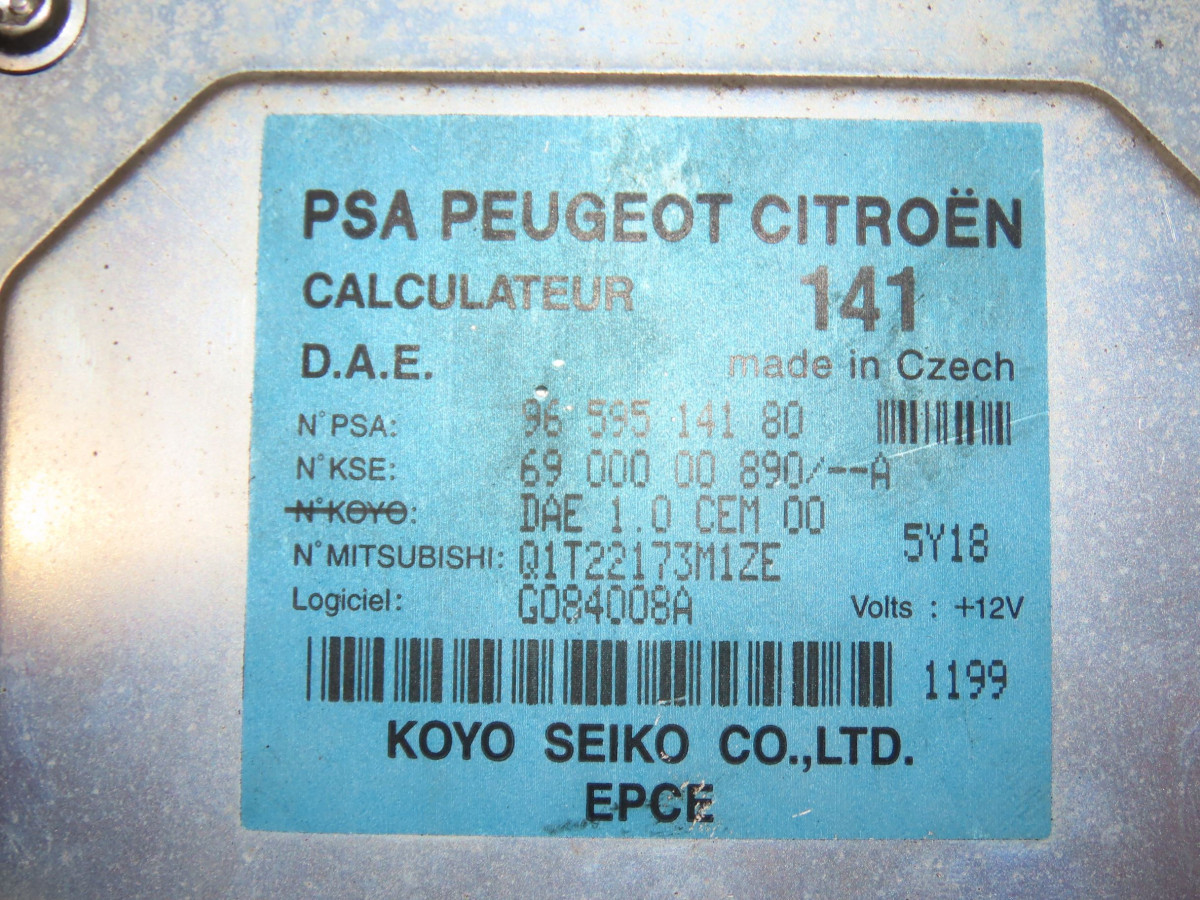 PSA PEUGEOT CITROËN
CALCULATEUR 141
D.A.E. made in Czech
N°PSA: 96 595 141 80
N°KSE: 69 000 00 890/--A
N°KOYO: DAE 1.0 CEM 00
N°MITSUBISHI: Q1T22173M1ZE 5Y18
Logiciel: G084008A Volts : +12V
1199
KOYO SEIKO CO.,LTD.
EPCE